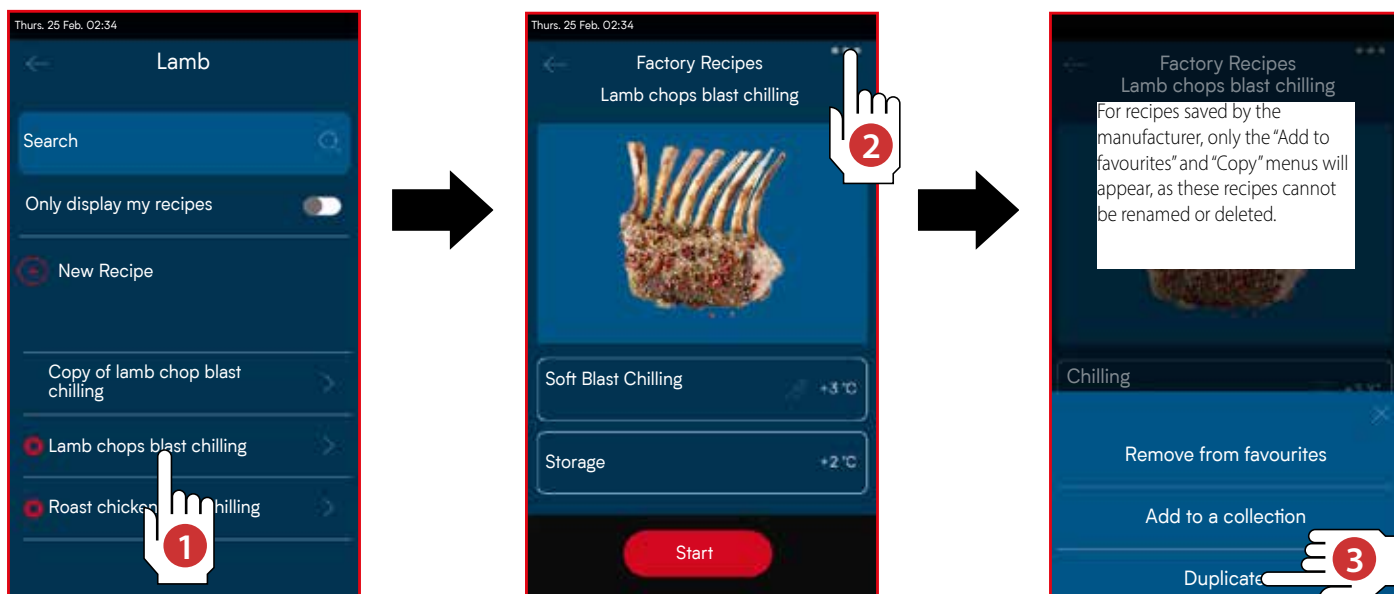 Thurs. 25 Feb. 02:34
Lamb
Search
Only display my recipes
New Recipe
Copy of lamb chop blast
chilling
Lamb chops blast chilling
Roast chicken hilling
1
Thurs. 25 Feb. 02:34
Factory Recipes
Lamb chops blast chilling
2
Soft Blast Chilling +3 °C
Storage +2 °C
Start
Factory Recipes
Lamb chops blast chilling
For recipes saved by the
manufacturer, only the “Add to
favourites” and “Copy” menus will
appear, as these recipes cannot
be renamed or deleted.
Chilling
Remove from favourites
Add to a collection
Duplicate
3